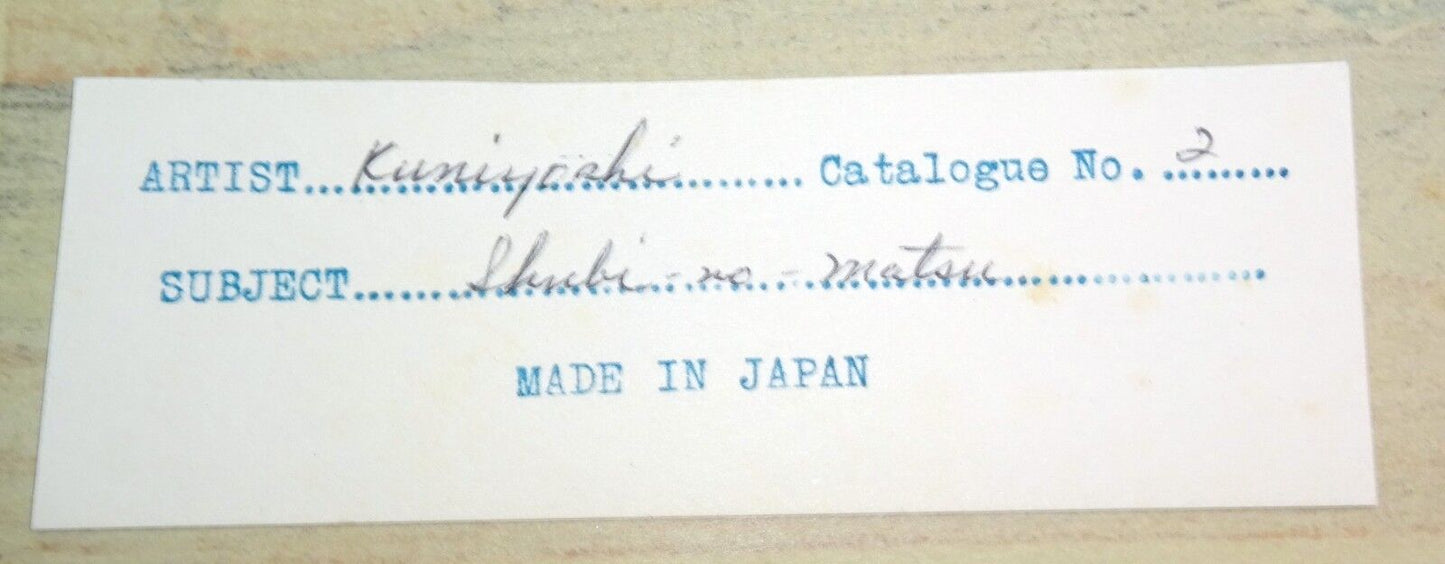 ARTIST...Kuniyoshi.......... Catalogue No. 2.........
SUBJECT.......Shubi-no-matsu..............
MADE IN JAPAN